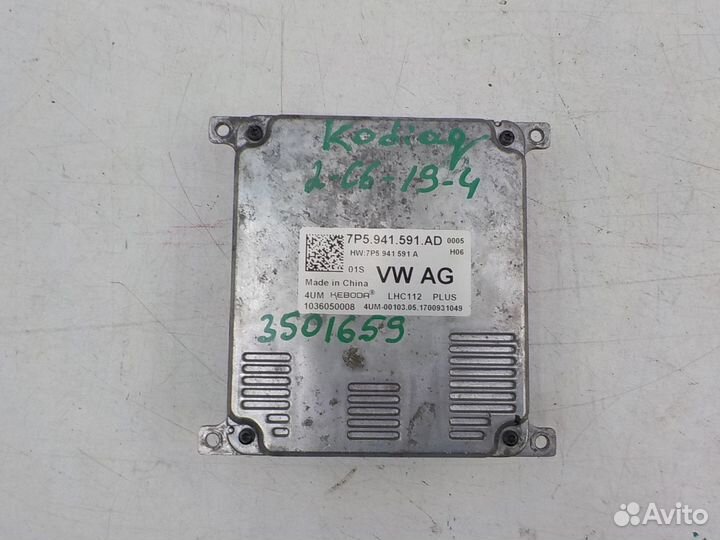 Kodiaq
2-C6-19-4
7P5.941.591.AD 0005
HW:7P5 941 591 A H06
01S VW AG
Made in China
4UM KEBODA® LHC112 PLUS
1036050008 4UM-00103.05.1700931049
3501659
Avito